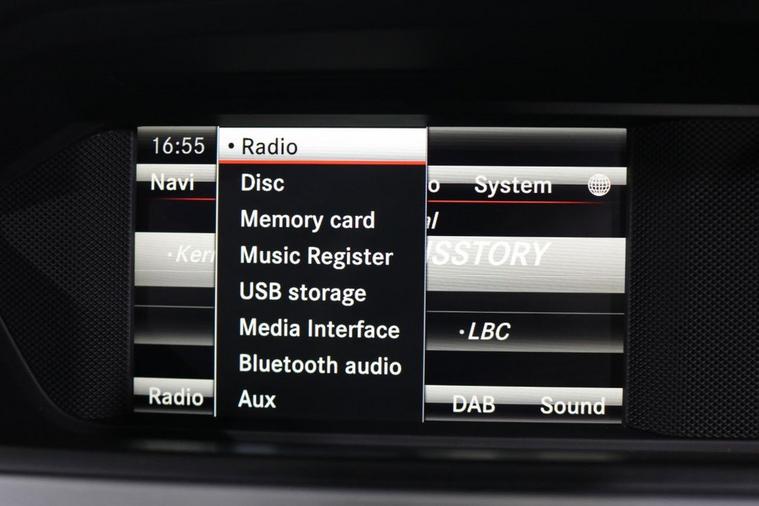 16:55
• Radio
Navi
Disc
System
Memory card
Music Register
USB storage
Media Interface
•LBC
Bluetooth audio
Radio
Aux
DAB
Sound